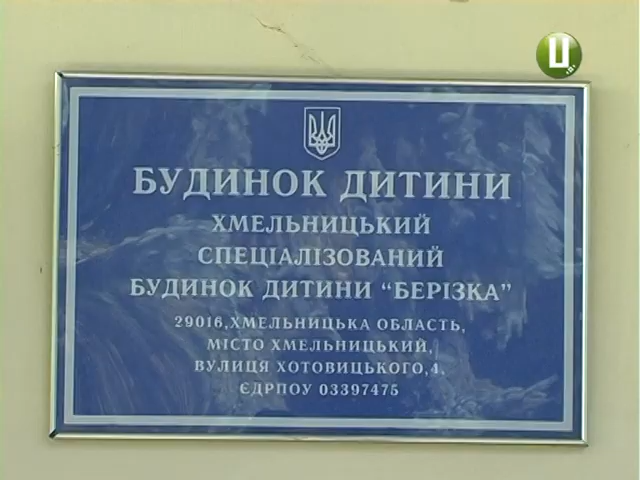 Ц
БУДИНОК ДИТИНИ
ХМЕЛЬНИЦЬКИЙ
СПЕЦІАЛІЗОВАНИЙ
БУДИНОК ДИТИНИ “БЕРІЗКА”
29016,ХМЕЛЬНИЦЬКА ОБЛАСТЬ,
МІСТО ХМЕЛЬНИЦЬКИЙ,
ВУЛИЦЯ ХОТОВИЦЬКОГО,4,
ЄДРПОУ 03397475